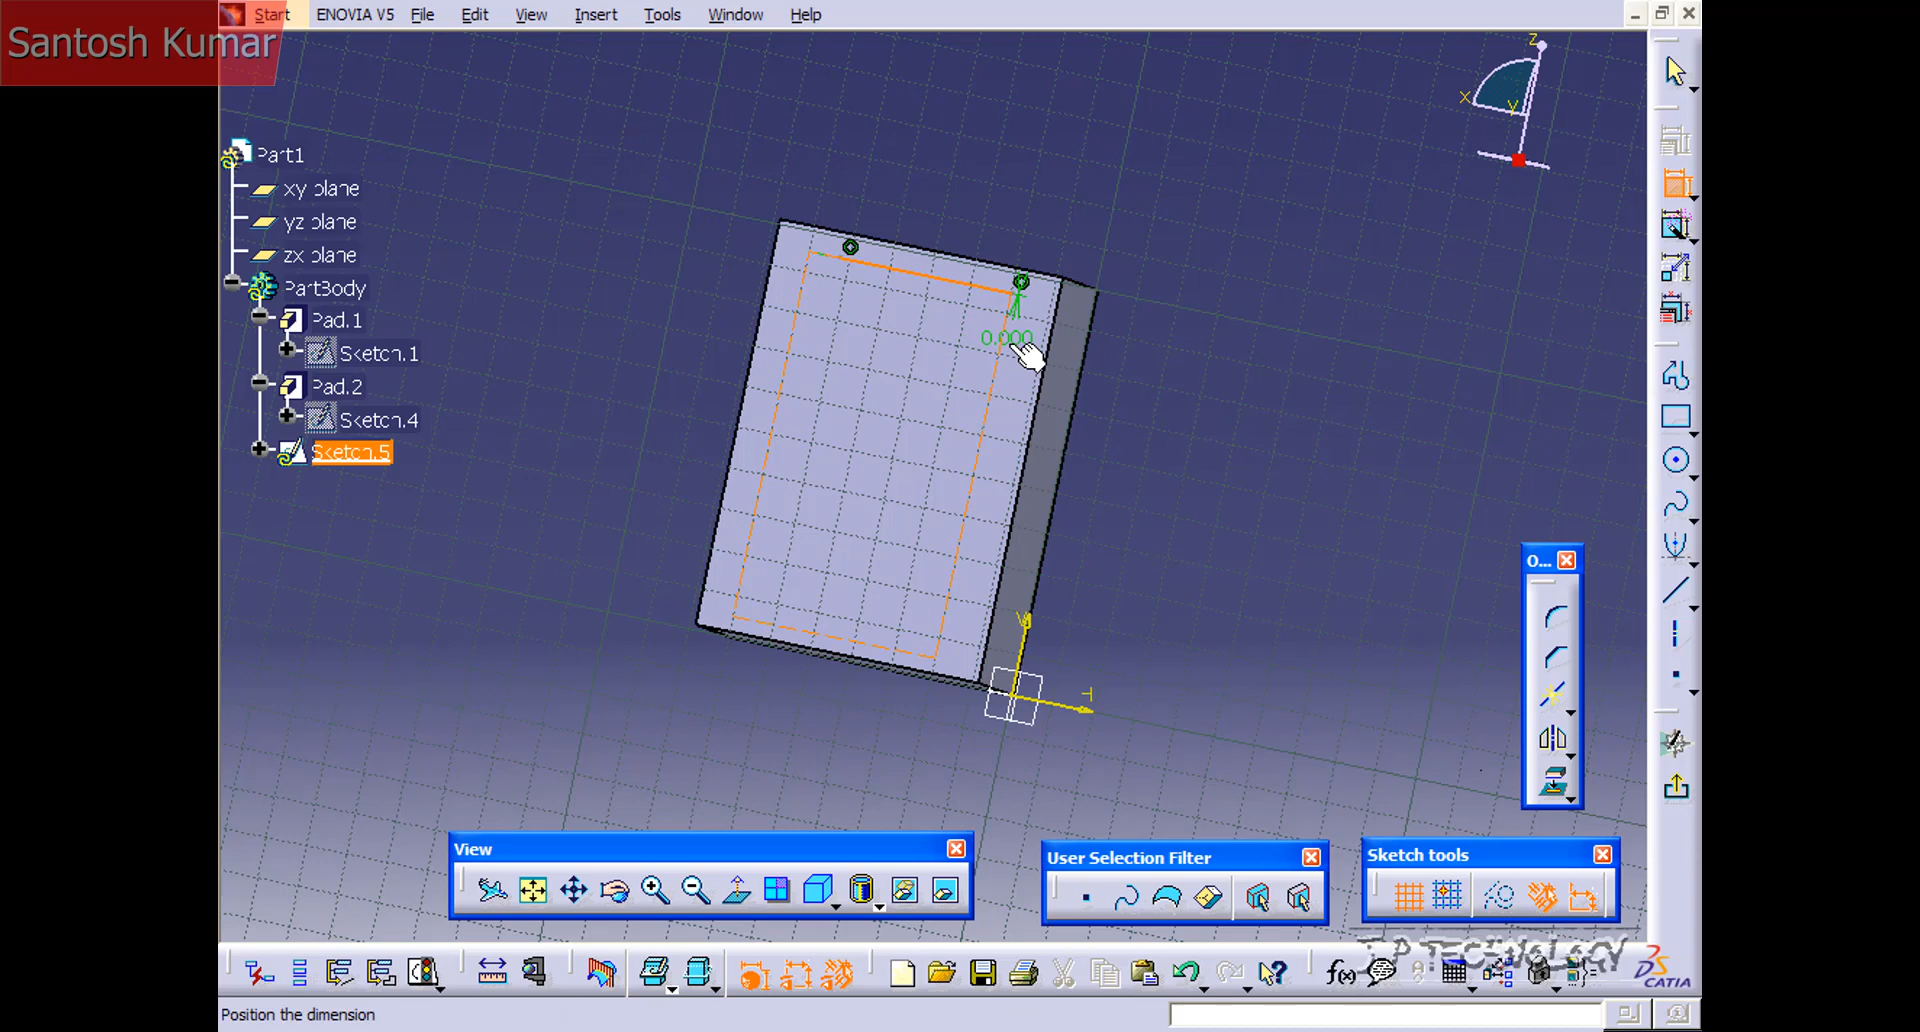 Santosh Kumar
Start ENOVIA V5 File Edit View Insert Tools Window Help
z
x y
Part1
xy plane
yz plane
zx plane
PartBody
Pad.1
Sketch.1
Pad.2
Sketch.4
Sketch.5
0.000
V
O...
View
User Selection Filter
Sketch tools
f(x)
TECHNOLOGY
CATIA
Position the dimension